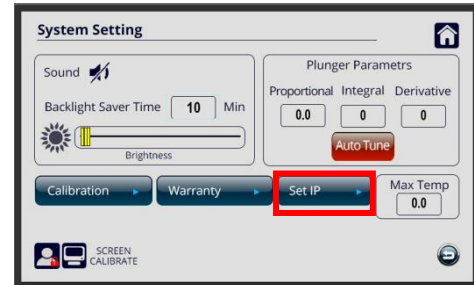 System Setting
Sound
Plunger Parametrs
Proportional Integral Derivative
Backlight Saver Time 10 Min
0.0 0 0
Auto Tune
Brightness
Calibration Warranty Set IP
Max Temp
0.0
SCREEN
CALIBRATE